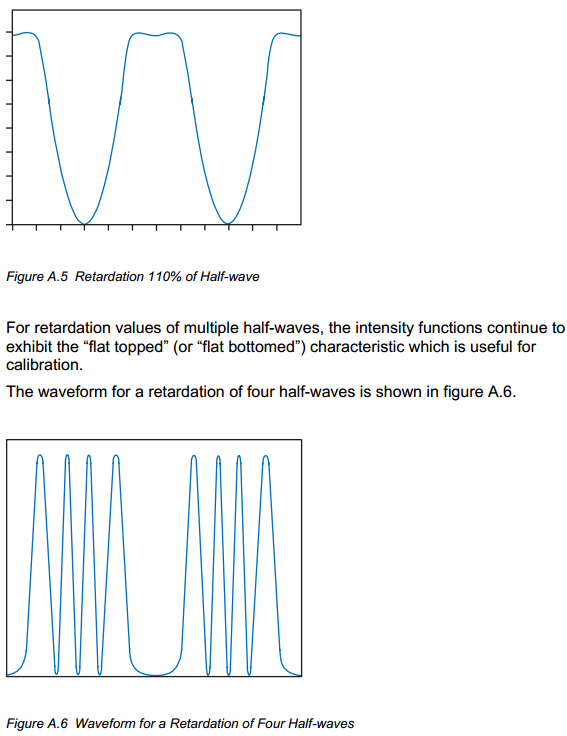 Figure A.5 Retardation 110% of Half-wave
For retardation values of multiple half-waves, the intensity functions continue to
exhibit the “flat topped” (or “flat bottomed”) characteristic which is useful for
calibration.
The waveform for a retardation of four half-waves is shown in figure A.6.
Figure A.6 Waveform for a Retardation of Four Half-waves